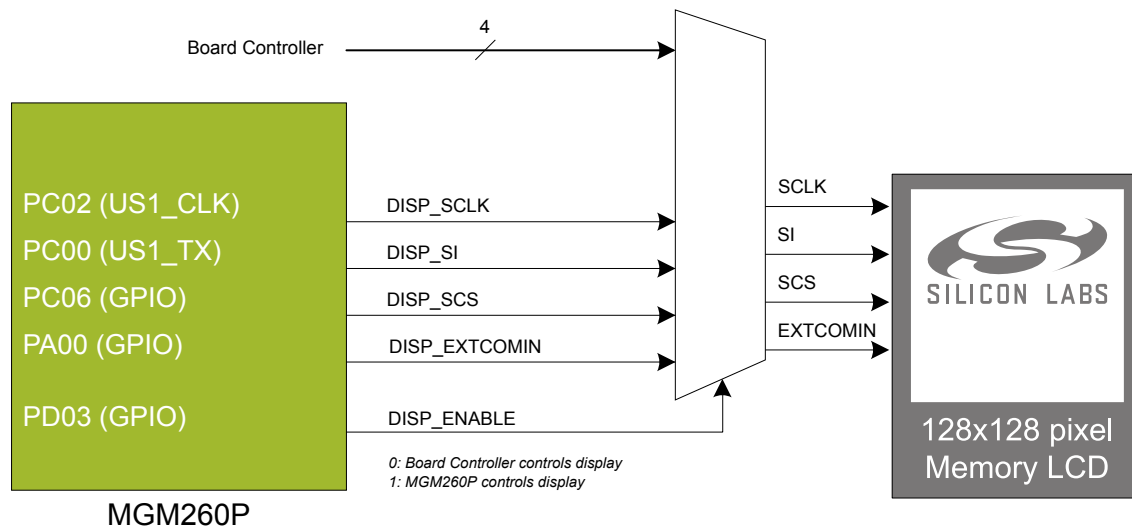 4
Board Controller
PC02 (US1_CLK)
DISP_SCLK
SCLK
PC00 (US1_TX)
DISP_SI
SI
PC06 (GPIO)
DISP_SCS
SCS
PA00 (GPIO)
DISP_EXTCOMIN
EXTCOMIN
PD03 (GPIO)
DISP_ENABLE
0: Board Controller controls display
1: MGM260P controls display
SILICON LABS
128x128 pixel
Memory LCD
MGM260P